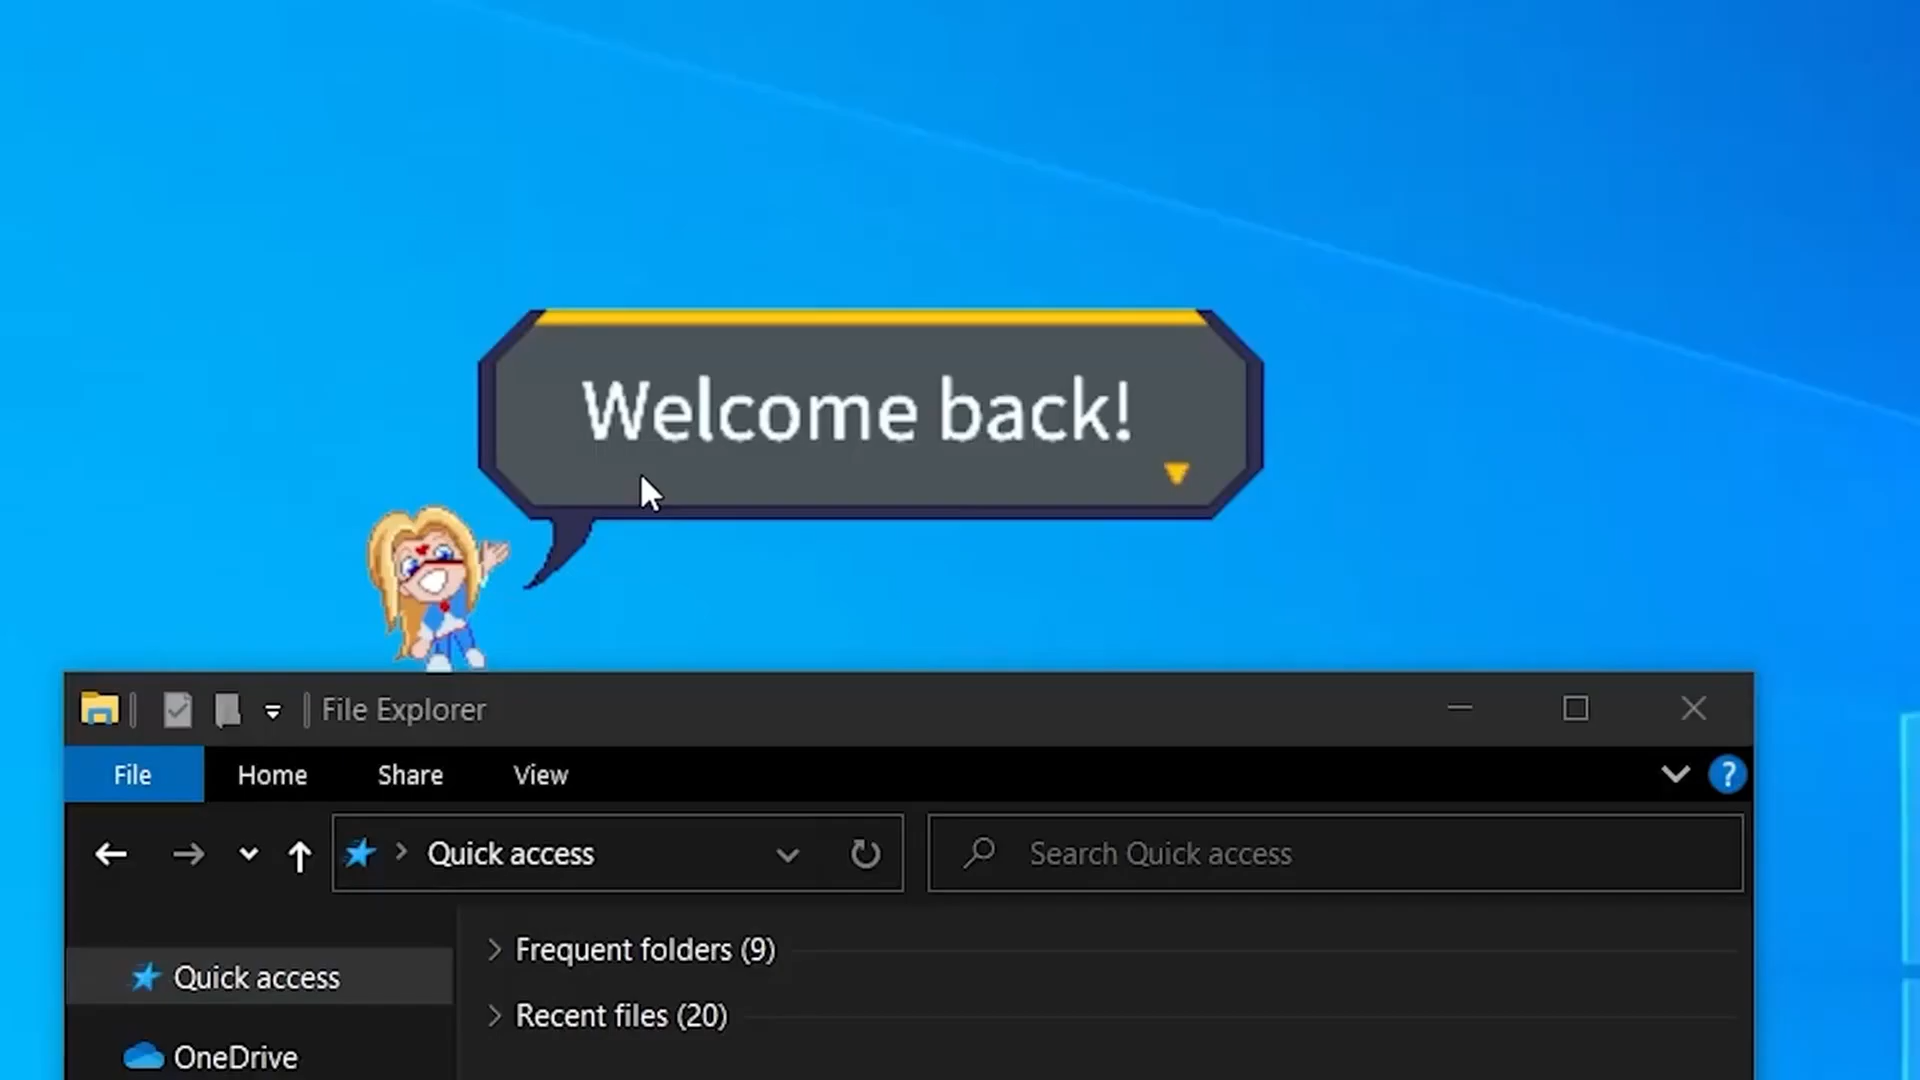 Welcome back!
File Explorer
File Home Share View ?
Quick access Search Quick access
Quick access
Frequent folders (9)
Recent files (20)
OneDrive